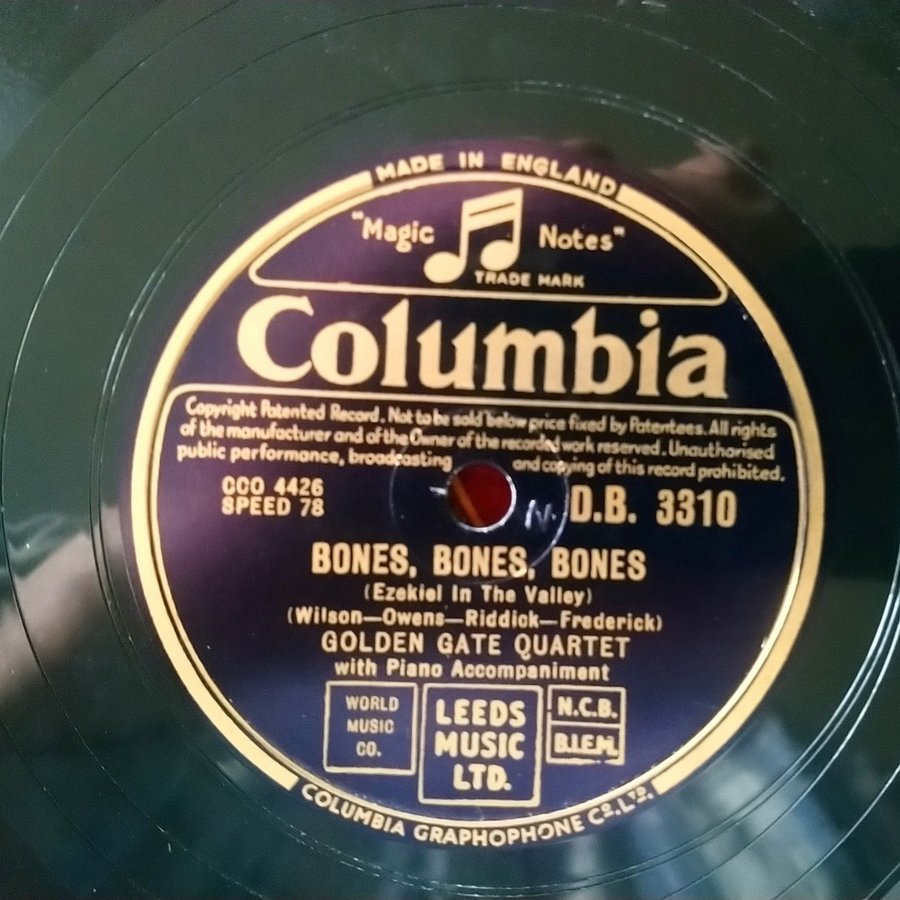 MADE IN ENGLAND
"Magic Notes"
TRADE MARK
Columbia
Copyright Patented Record. Not to be sold below price fixed by Patentees. All rights
of the manufacturer and of the Owner of the recorded work reserved. Unauthorised
public performance, broadcasting and copying of this record prohibited.
CCO 4426
SPEED 78
D.B. 3310
BONES, BONES, BONES
(Ezekiel In The Valley)
(Wilson—Owens—Riddick—Frederick)
GOLDEN GATE QUARTET
with Piano Accompaniment
WORLD
MUSIC
CO.
LEEDS
MUSIC
LTD.
N.C.B.
B.I.E.M.
COLUMBIA GRAPHOPHONE Co. LTD.